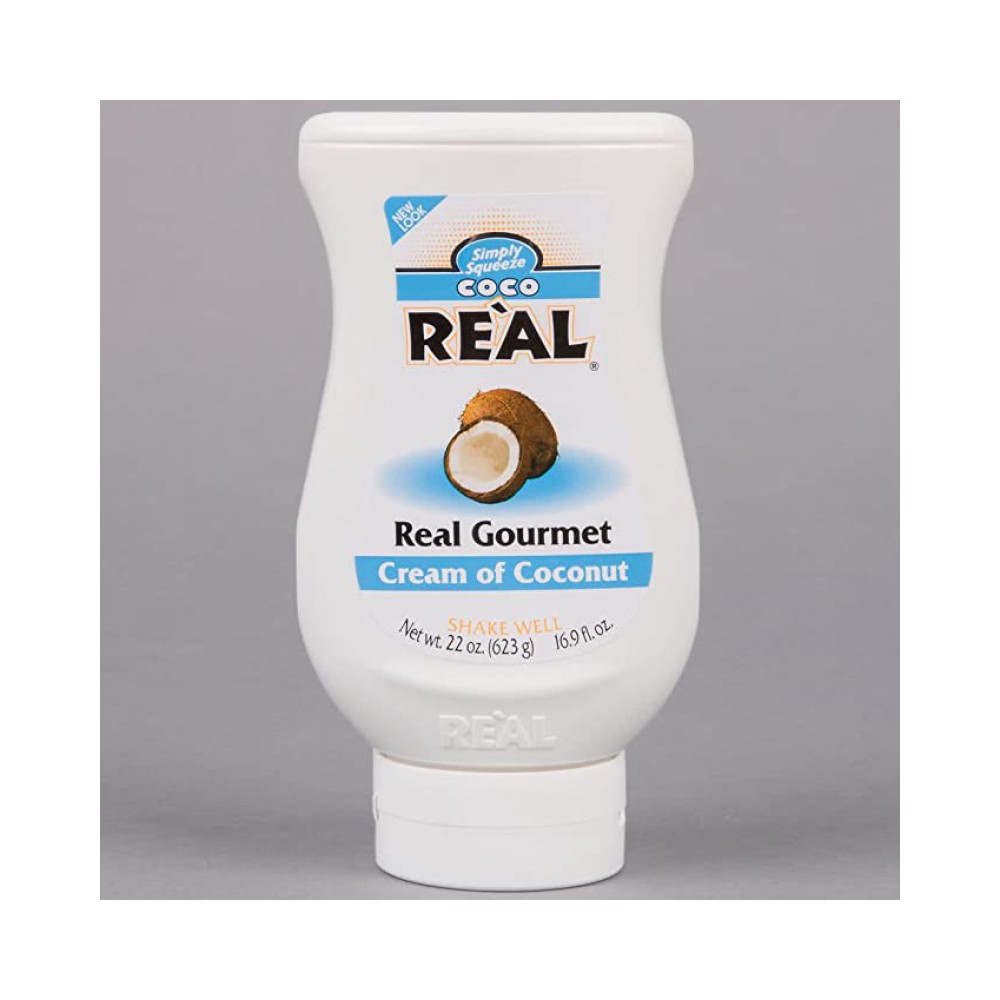 NEW
LOOK
Simply
Squeeze
COCO
REÀL®
Real Gourmet
Cream of Coconut
SHAKE WELL
Net wt. 22 oz. (623 g) 16.9 fl. oz.
REÀL